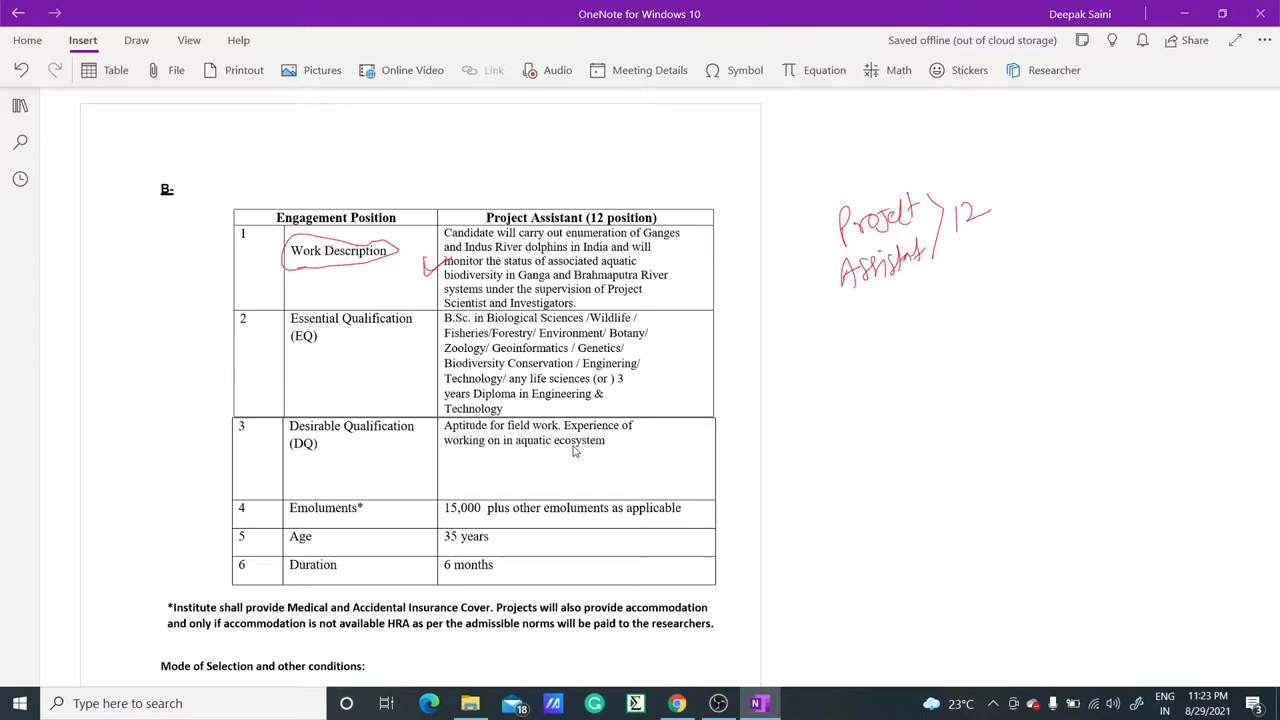 OneNote for Windows 10
Deepak Saini
Home Insert Draw View Help
Saved offline (out of cloud storage)
Share
Table File Printout Pictures Online Video Link Audio Meeting Details Symbol Equation Math Stickers Researcher
B-
Engagement Position Project Assistant (12 position)
1 Work Description Candidate will carry out enumeration of Ganges
and Indus River dolphins in India and will
monitor the status of associated aquatic
biodiversity in Ganga and Brahmaputra River
systems under the supervision of Project
Scientist and Investigators.
2 Essential Qualification
(EQ)
B.Sc. in Biological Sciences /Wildlife /
Fisheries/Forestry/ Environment/ Botany/
Zoology/ Geoinformatics / Genetics/
Biodiversity Conservation / Enginering/
Technology/ any life sciences (or ) 3
years Diploma in Engineering &
Technology
3 Desirable Qualification
(DQ)
Aptitude for field work. Experience of
working on in aquatic ecosystem
4 Emoluments* 15,000 plus other emoluments as applicable
5 Age 35 years
6 Duration 6 months
*Institute shall provide Medical and Accidental Insurance Cover. Projects will also provide accommodation
and only if accommodation is not available HRA as per the admissible norms will be paid to the researchers.
Mode of Selection and other conditions:
Project
Assistat
12
Type here to search
18
23°C
ENG
IN
11:23 PM
8/29/2021
3